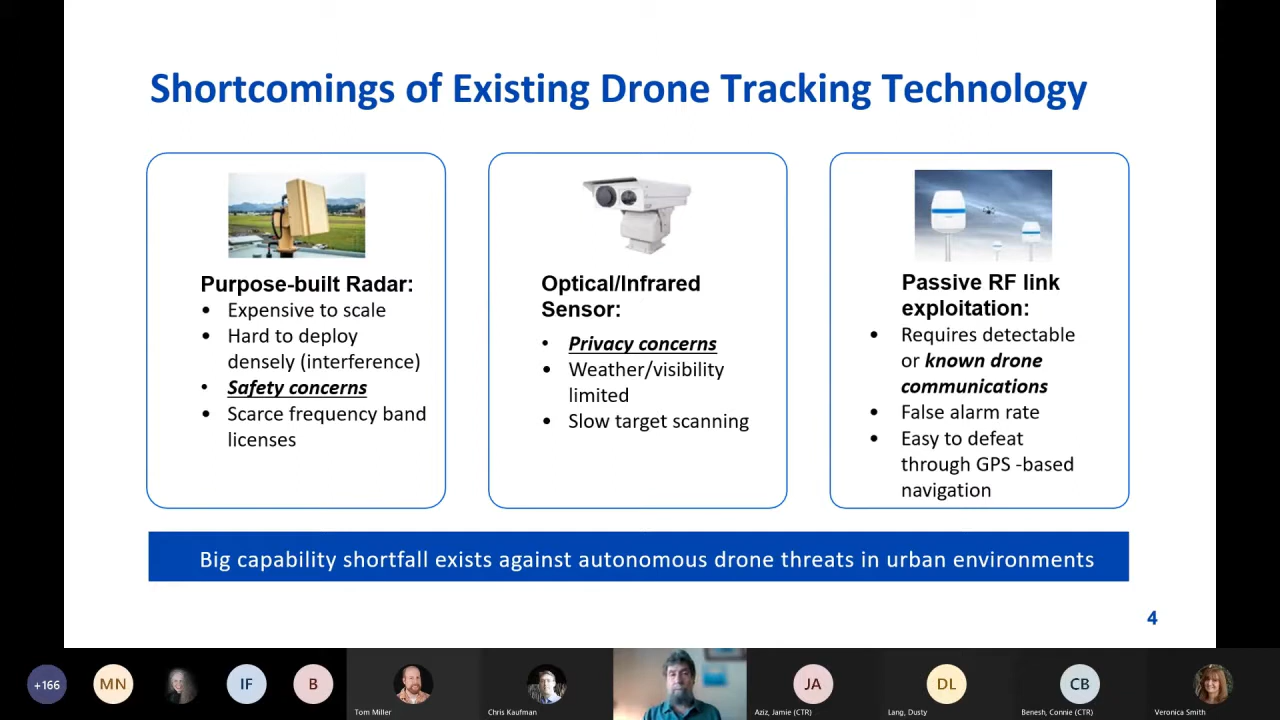 Shortcomings of Existing Drone Tracking Technology
Purpose-built Radar:
• Expensive to scale
• Hard to deploy
densely (interference)
• Safety concerns
• Scarce frequency band
licenses
Optical/Infrared
Sensor:
• Privacy concerns
• Weather/visibility
limited
• Slow target scanning
Passive RF link
exploitation:
• Requires detectable
or known drone
communications
• False alarm rate
• Easy to defeat
through GPS -based
navigation
Big capability shortfall exists against autonomous drone threats in urban environments
4
+166
MN
IF
B
Tom Miller
Chris Kaufman
JA
Aziz, Jamie (CTR)
DL
Lang, Dusty
CB
Benesh, Connie (CTR)
Veronica Smith